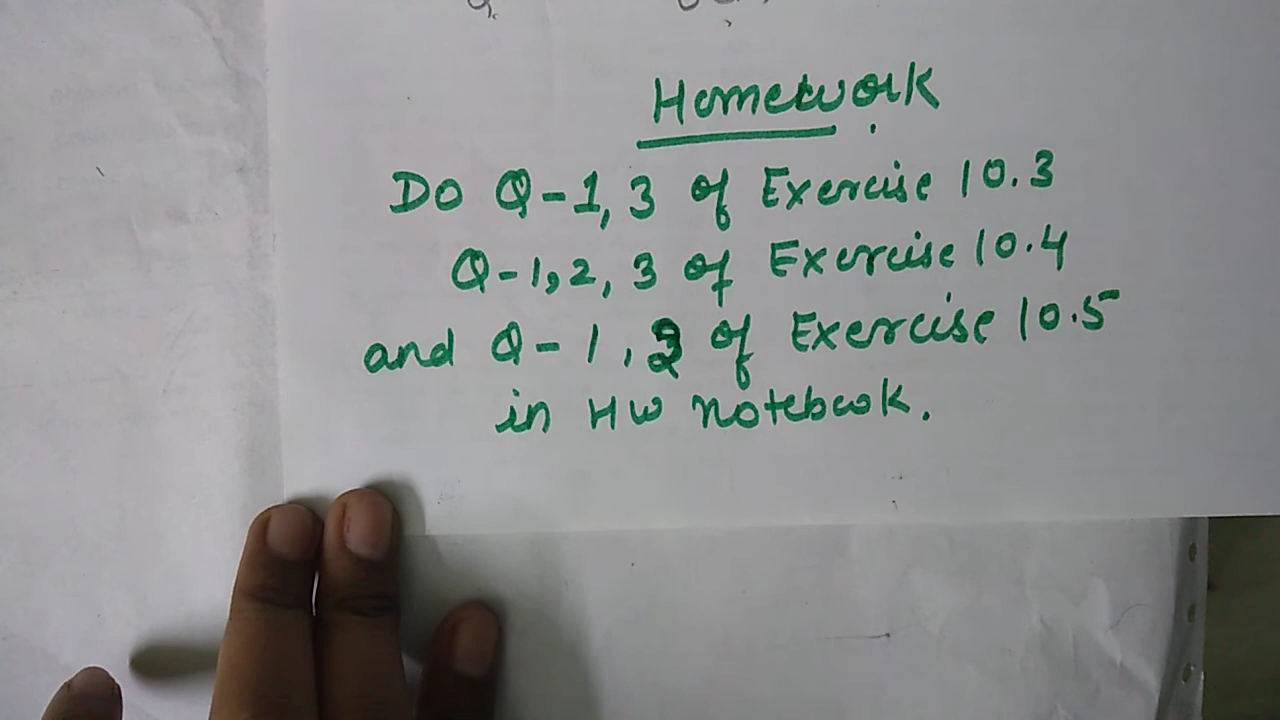 Homework
Do Q-1, 3 of Exercise 10.3
Q-1, 2, 3 of Exercise 10.4
and Q-1, 2 of Exercise 10.5
in HW notebook.